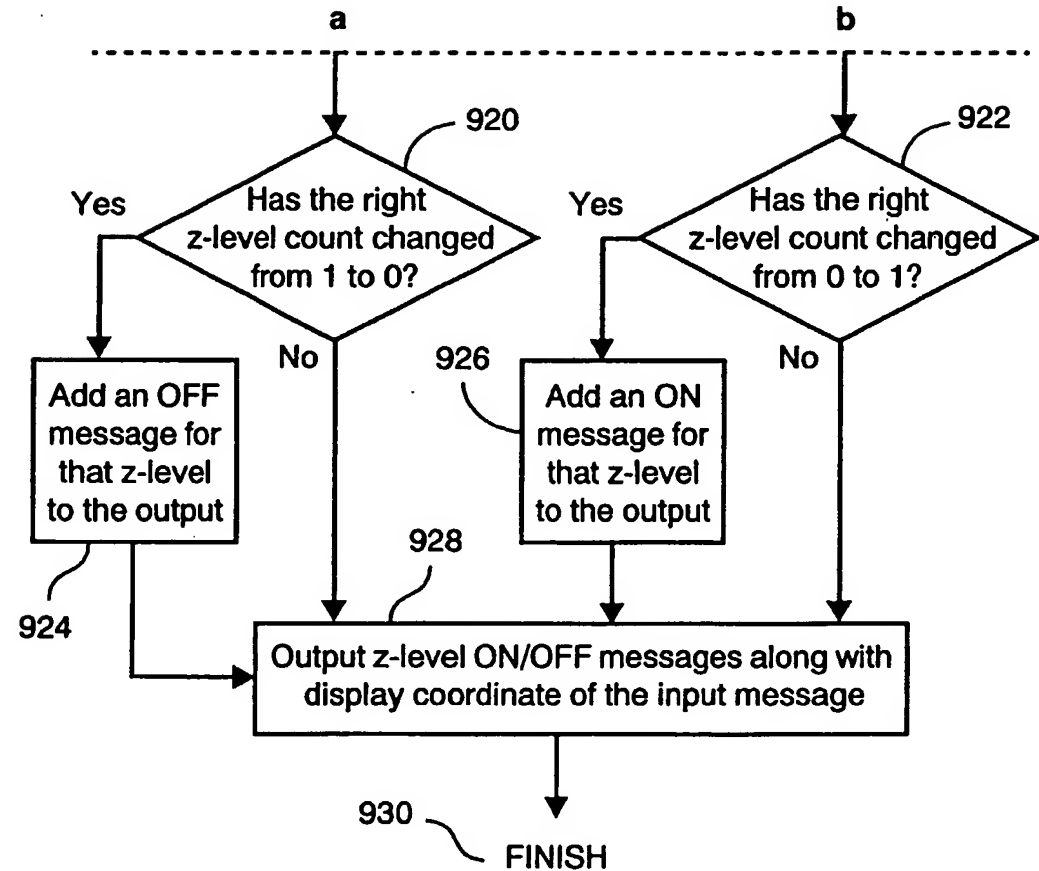 a
b
920
922
Yes
Has the right
z-level count changed
from 1 to 0?
Yes
Has the right
z-level count changed
from 0 to 1?
No
926
No
Add an OFF
message for
that z-level
to the output
Add an ON
message for
that z-level
to the output
924
928
Output z-level ON/OFF messages along with
display coordinate of the input message
930
FINISH